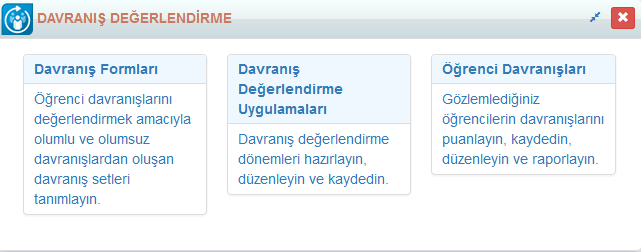 DAVRANIŞ DEĞERLENDİRME
Davranış Formları
Öğrenci davranışlarını
değerlendirmek amacıyla
olumlu ve olumsuz
davranışlardan oluşan
davranış setleri
tanımlayın.
Davranış
Değerlendirme
Uygulamaları
Davranış değerlendirme
dönemleri hazırlayın,
düzenleyin ve kaydedin.
Öğrenci Davranışları
Gözlemlediğiniz
öğrencilerin davranışlarını
puanlayın, kaydedin,
düzenleyin ve raporlayın.